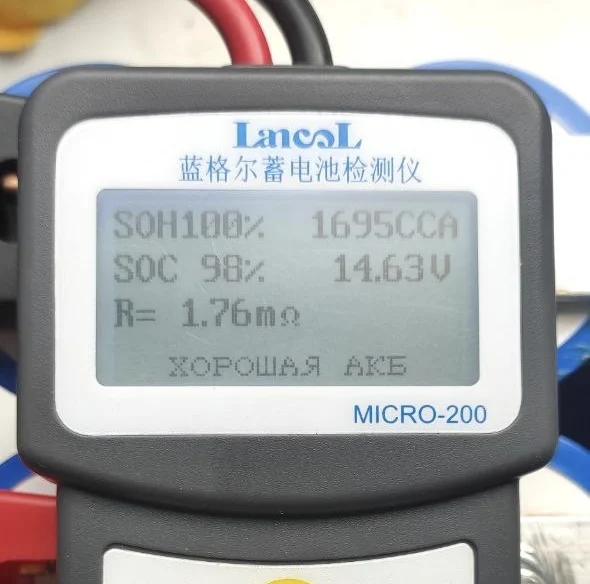 LancoL
蓝格尔蓄电池检测仪
SOH100% 1695CCA
SOC 98% 14.63V
R= 1.76mΩ
ХОРОШАЯ АКБ
MICRO-200